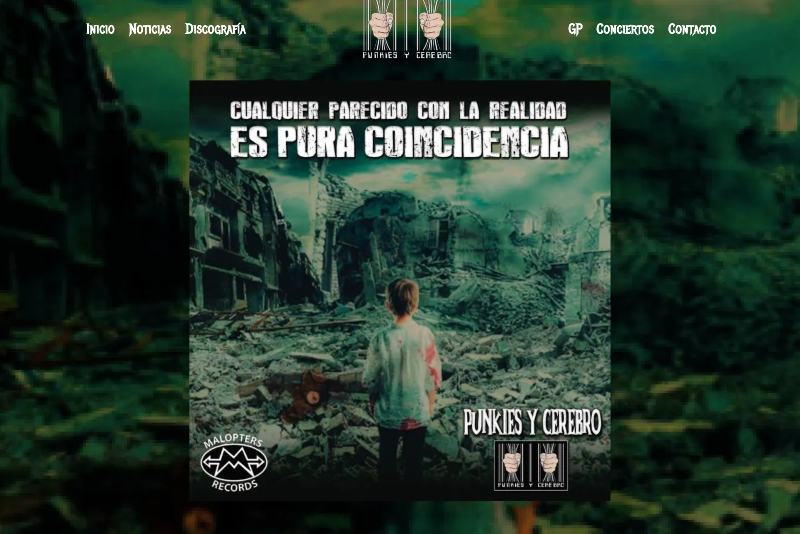 Inicio Noticias Discografía
PUNKIES Y CEREBRO
GP Conciertos Contacto
CUALQUIER PARECIDO CON LA REALIDAD
ES PURA COINCIDENCIA
PUNKIES Y CEREBRO
MALOPTERS
RECORDS
PUNKIES Y CEREBRO